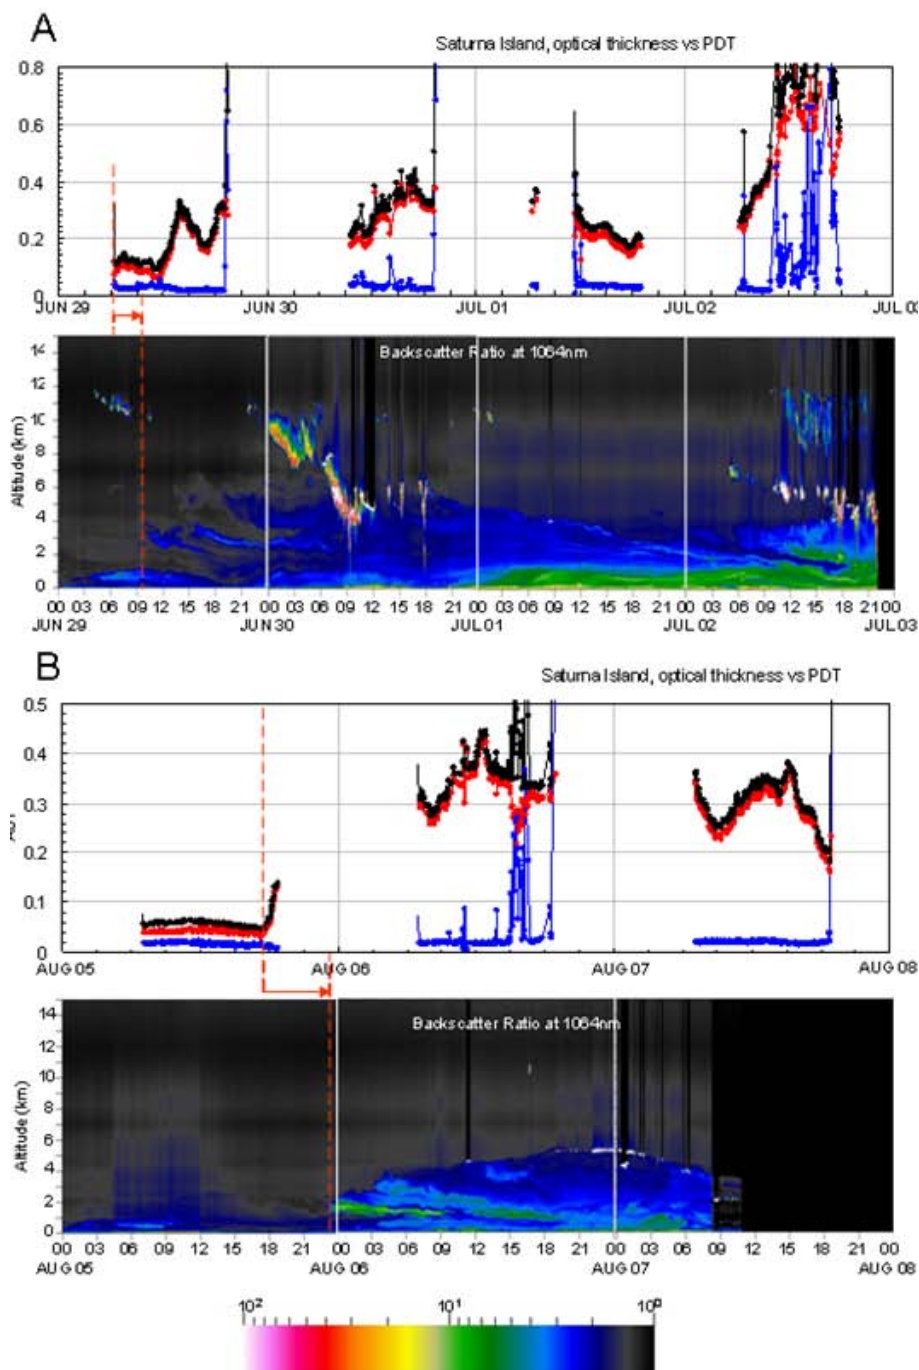 A
Saturna Island, optical thickness vs PDT
0.8
0.6
0.4
0.2
0
JUN 29 JUN 30 JUL 01 JUL 02 JUL 03
Backscatter Ratio at 1064nm
Altitude (km)
14
12
10
8
6
4
2
0
00 03 06 09 12 15 18 21 00 03 06 09 12 15 18 21 00 03 06 09 12 15 18 21 00 03 06 09 12 15 18 21 00
JUN 29 JUN 30 JUL 01 JUL 02 JUL 03
B
Saturna Island, optical thickness vs PDT
0.5
0.4
0.3
0.2
0.1
0
AUG 05 AUG 06 AUG 07 AUG 08
Backscatter Ratio at 1064nm
Altitude (km)
14
12
10
8
6
4
2
0
00 03 06 09 12 15 18 21 00 03 06 09 12 15 18 21 00 03 06 09 12 15 18 21 00
AUG 05 AUG 06 AUG 07 AUG 08
10² 10¹ 10⁰